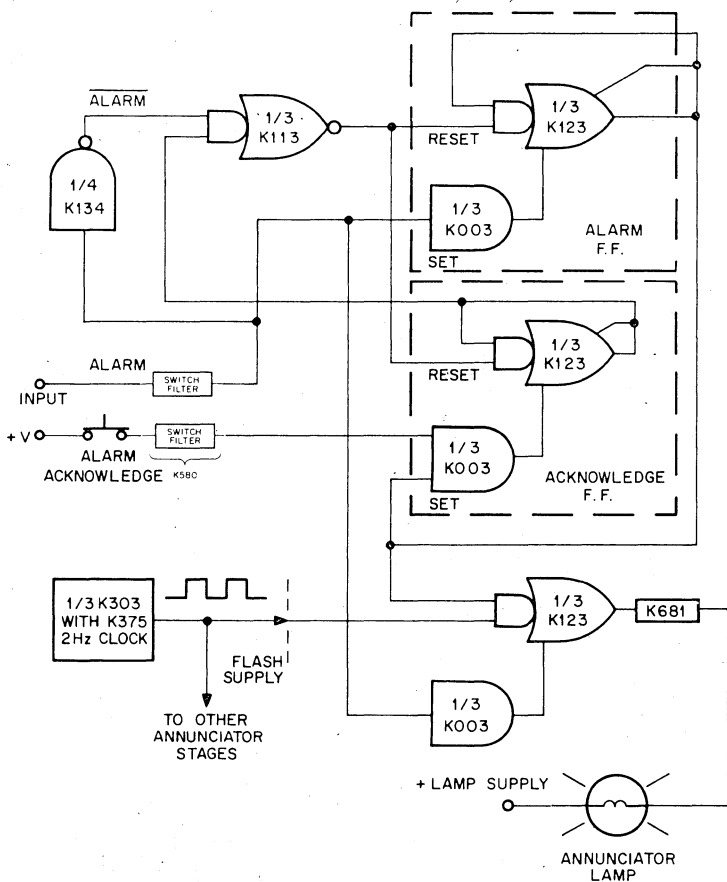 ALARM
1/3
K113
1/3
K123
RESET
1/4
K134
1/3
K003
SET
ALARM
F.F.
ALARM
SWITCH
FILTER
INPUT
1/3
K123
RESET
+V
SWITCH
FILTER
ALARM
ACKNOWLEDGE
K580
1/3
K003
SET
ACKNOWLEDGE
F.F.
1/3 K303
WITH K375
2Hz CLOCK
FLASH
SUPPLY
1/3
K123
K681
TO OTHER
ANNUNCIATOR
STAGES
1/3
K003
+ LAMP SUPPLY
ANNUNCIATOR
LAMP